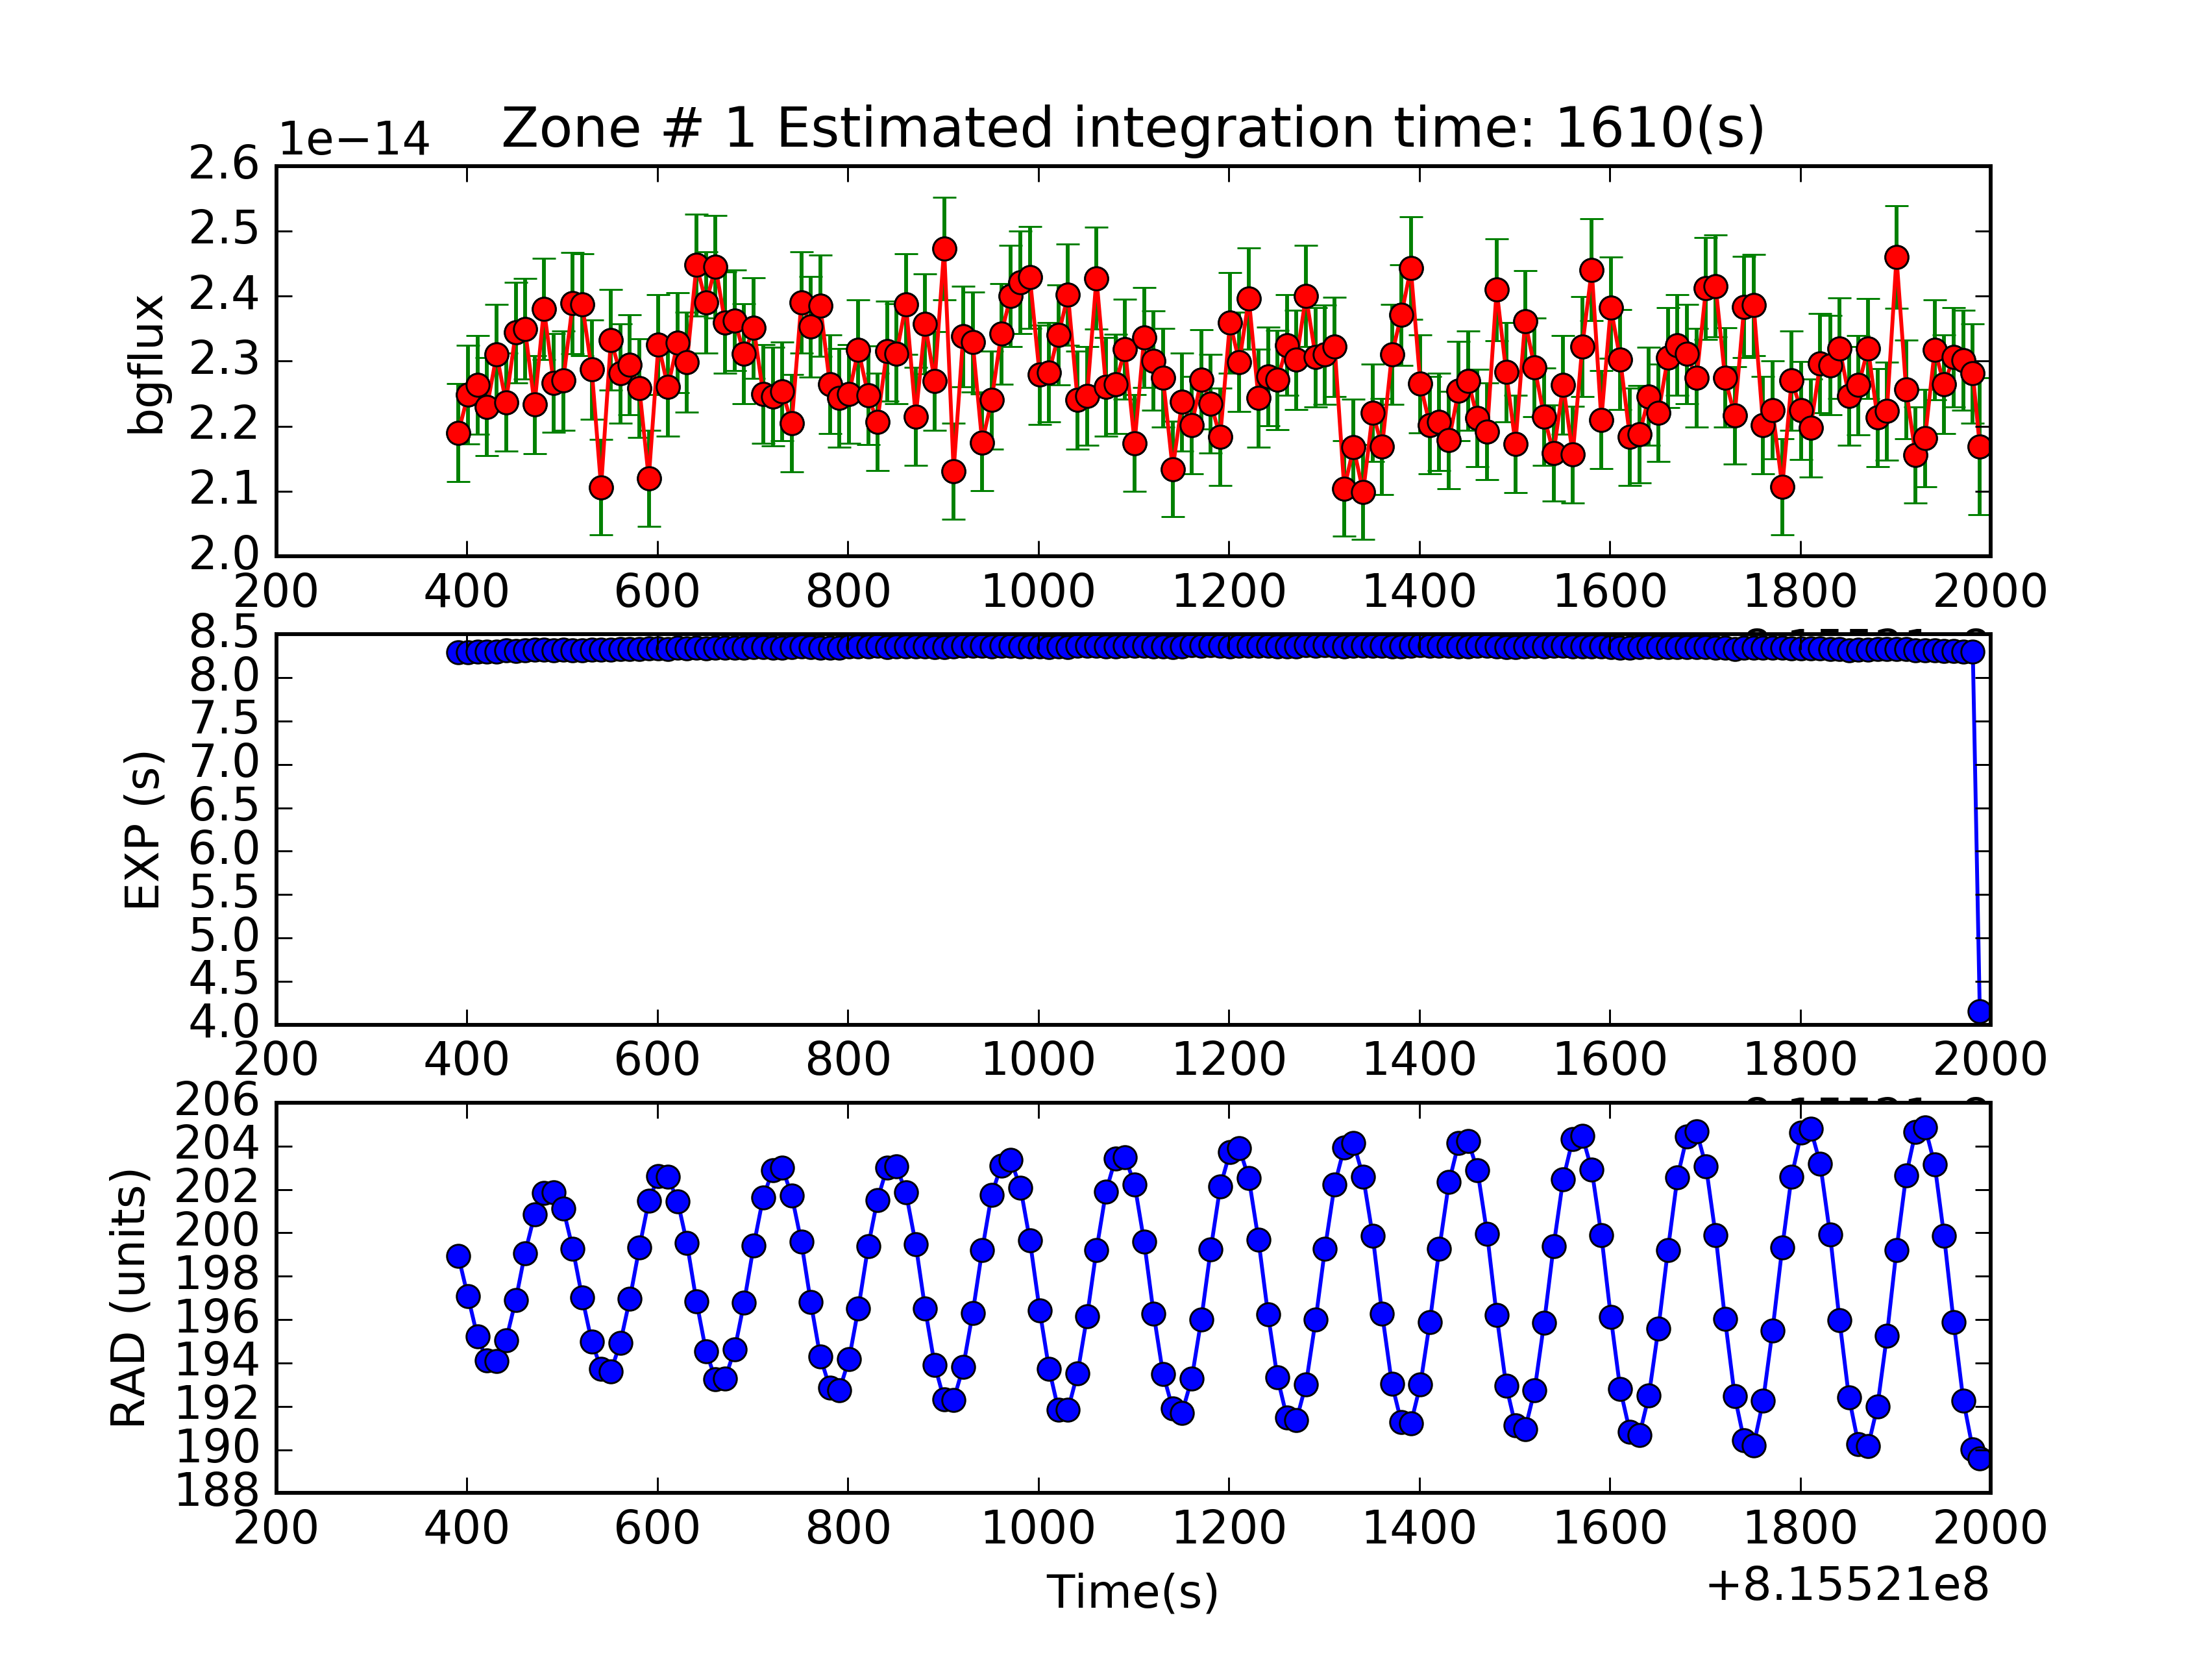 Zone # 1 Estimated integration time: 1610(s)
1e−14
2.6
2.5
2.4
2.3
2.2
2.1
2.0
bgflux
200 400 600 800 1000 1200 1400 1600 1800 2000
8.5
8.0
7.5
7.0
6.5
6.0
5.5
5.0
4.5
4.0
EXP (s)
200 400 600 800 1000 1200 1400 1600 1800 2000
206
204
202
200
198
196
194
192
190
188
RAD (units)
200 400 600 800 1000 1200 1400 1600 1800 2000
Time(s)
+8.15521e8